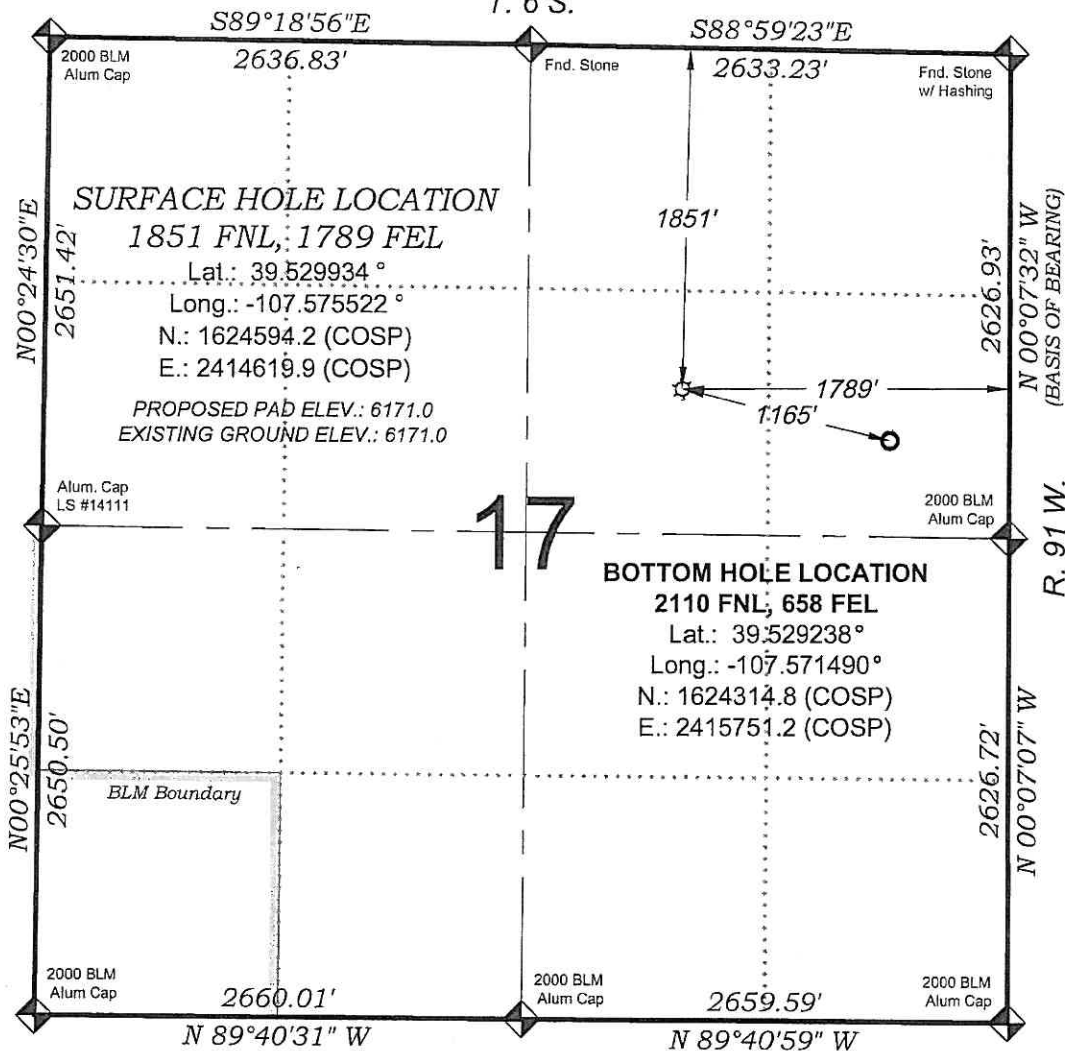 T. 6 S.
S89°18'56"E
S88°59'23"E
2000 BLM
Alum Cap
2636.83'
Fnd. Stone
2633.23'
Fnd. Stone
w/ Hashing
N00°24'30"E
2651.42'
SURFACE HOLE LOCATION
1851 FNL, 1789 FEL
Lat.: 39.529934 °
Long.: -107.575522 °
N.: 1624594.2 (COSP)
E.: 2414619.9 (COSP)
PROPOSED PAD ELEV.: 6171.0
EXISTING GROUND ELEV.: 6171.0
1851'
1789'
1165'
2626.93'
N 00°07'32" W
(BASIS OF BEARING)
Alum. Cap
LS #14111
17
2000 BLM
Alum Cap
R. 91 W.
BOTTOM HOLE LOCATION
2110 FNL, 658 FEL
Lat.: 39.529238°
Long.: -107.571490°
N.: 1624314.8 (COSP)
E.: 2415751.2 (COSP)
N00°25'53"E
2650.50'
BLM Boundary
2626.72'
N 00°07'07" W
2000 BLM
Alum Cap
2660.01'
N 89°40'31" W
2000 BLM
Alum Cap
2659.59'
N 89°40'59" W
2000 BLM
Alum Cap